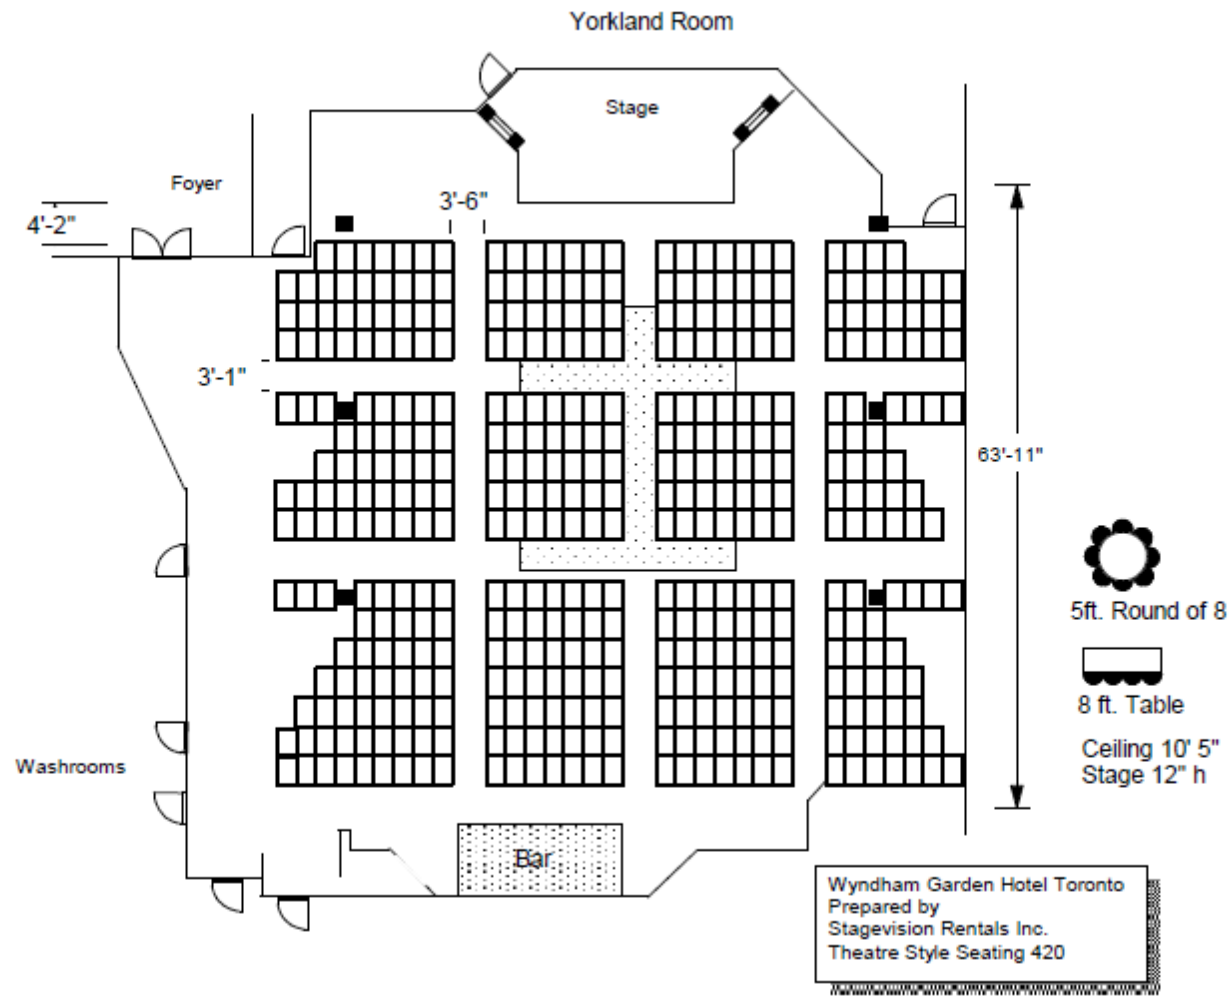 Yorkland Room
Stage
Foyer
3'-6"
4'-2"
3'-1"
63'-11"
5ft. Round of 8
8 ft. Table
Ceiling 10' 5"
Stage 12" h
Washrooms
Bar
Wyndham Garden Hotel Toronto
Prepared by
Stagevision Rentals Inc.
Theatre Style Seating 420